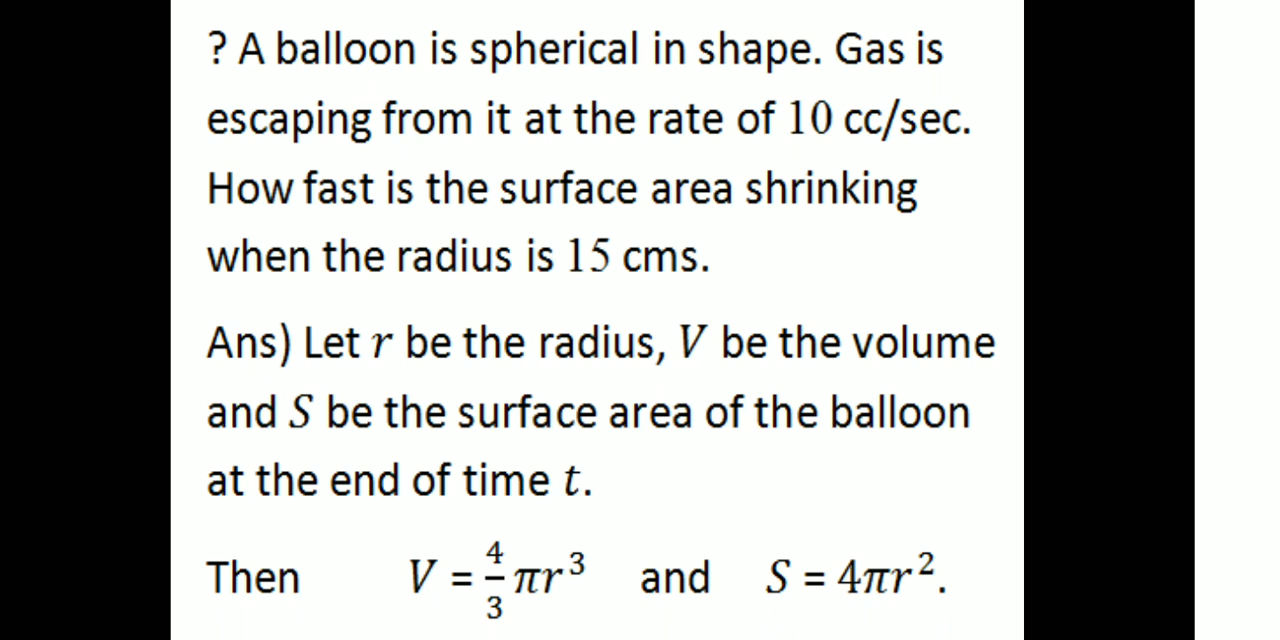 ? A balloon is spherical in shape. Gas is
escaping from it at the rate of 10 cc/sec.
How fast is the surface area shrinking
when the radius is 15 cms.
Ans) Let r be the radius, V be the volume
and S be the surface area of the balloon
at the end of time t.
Then V = 4/3 πr³ and S = 4πr².